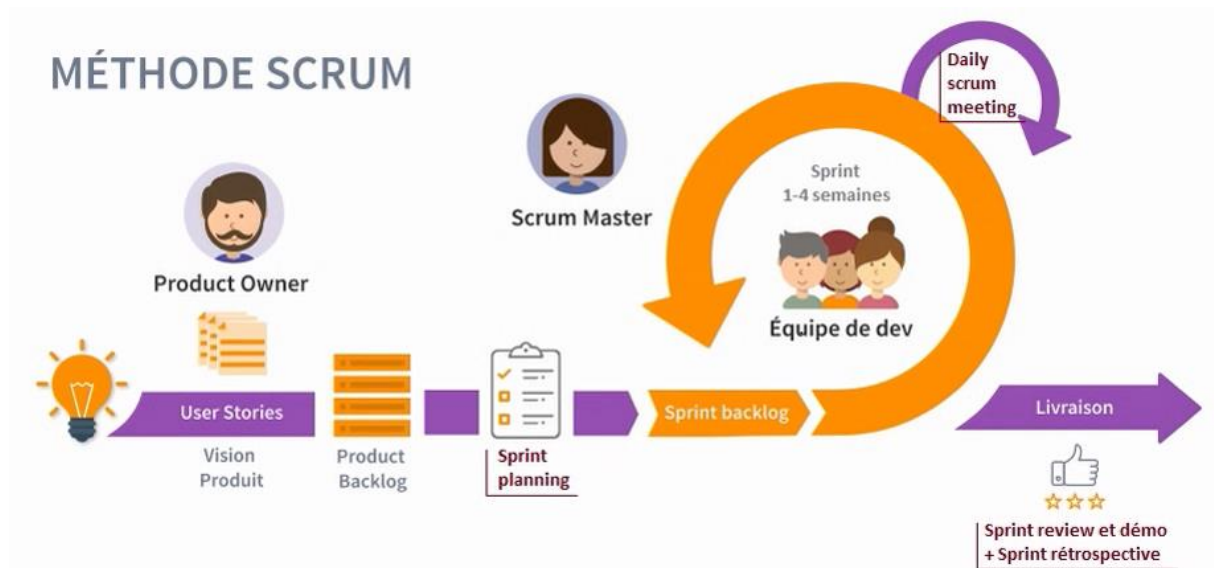 MÉTHODE SCRUM
Daily
scrum
meeting
Sprint
1-4 semaines
Scrum Master
Product Owner
Équipe de dev
User Stories
Sprint backlog
Livraison
Vision
Produit
Product
Backlog
Sprint
planning
Sprint review et démo
+ Sprint rétrospective